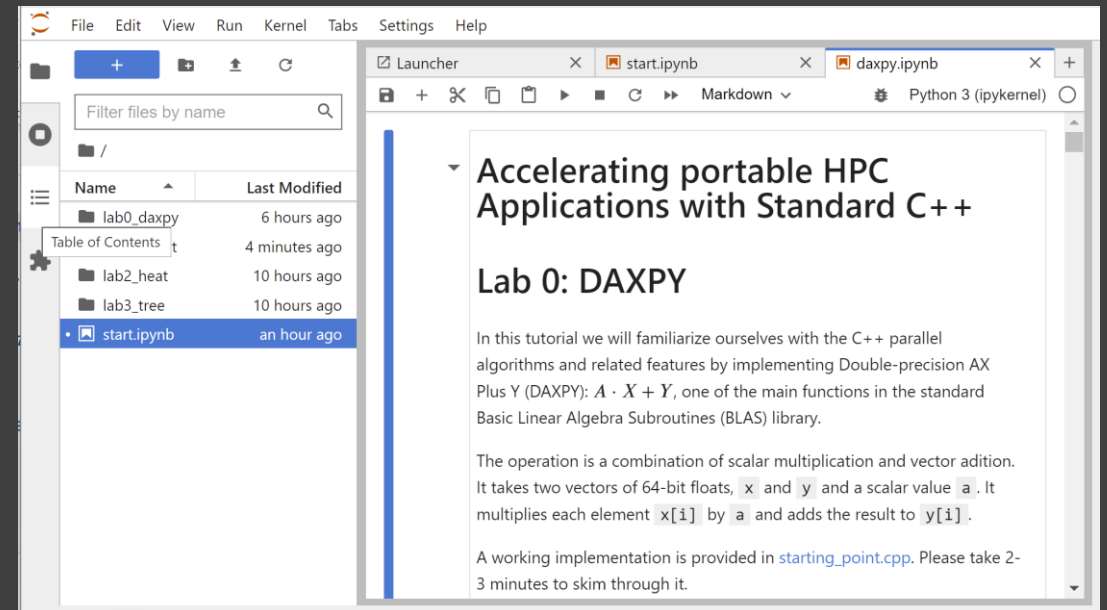 File Edit View Run Kernel Tabs Settings Help
+
Filter files by name
/
Name Last Modified
lab0_daxpy 6 hours ago
Table of Contents t 4 minutes ago
lab2_heat 10 hours ago
lab3_tree 10 hours ago
start.ipynb an hour ago
Launcher start.ipynb daxpy.ipynb +
Markdown Python 3 (ipykernel)
Accelerating portable HPC
Applications with Standard C++
Lab 0: DAXPY
In this tutorial we will familiarize ourselves with the C++ parallel
algorithms and related features by implementing Double-precision AX
Plus Y (DAXPY): A · X + Y, one of the main functions in the standard
Basic Linear Algebra Subroutines (BLAS) library.
The operation is a combination of scalar multiplication and vector adition.
It takes two vectors of 64-bit floats, x and y and a scalar value a. It
multiplies each element x[i] by a and adds the result to y[i].
A working implementation is provided in starting_point.cpp. Please take 2-
3 minutes to skim through it.